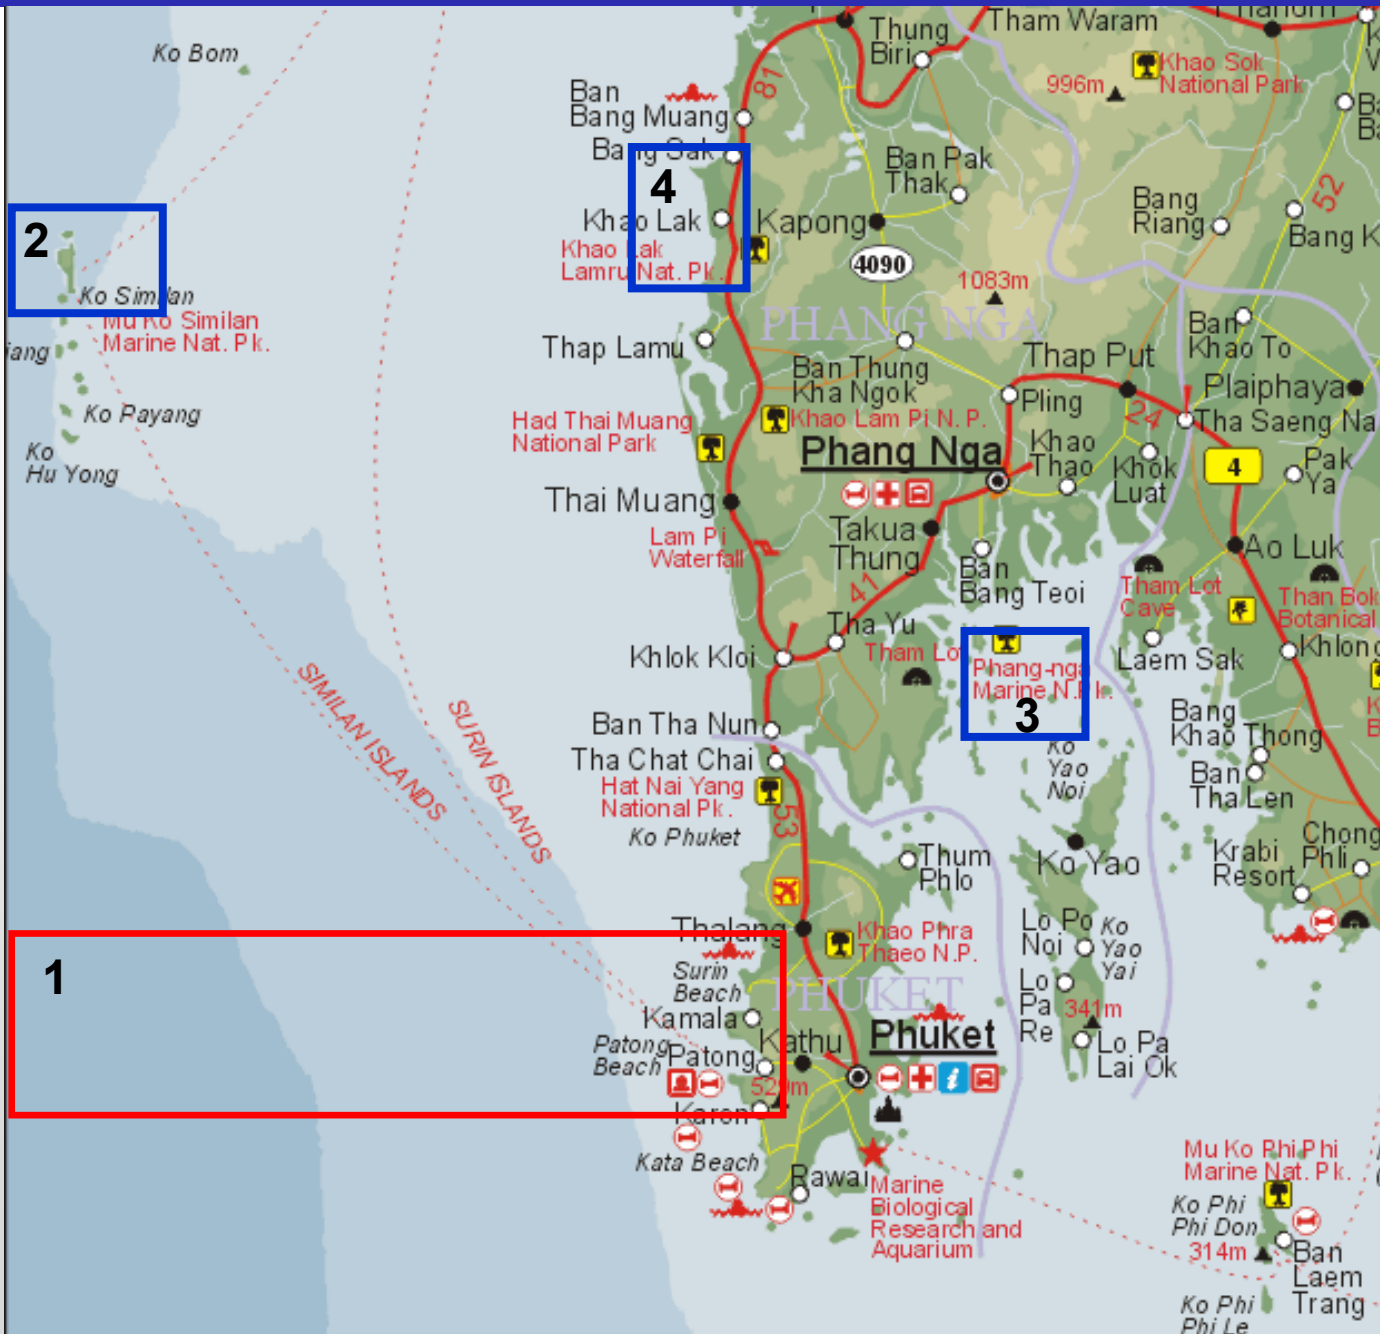 Thung
Biri
Tham Waram
Ko Bom
Khao Sok
National Park
996m
81
Ban
Bang Muang
Bang Sak
Ban Pak
Thak
4
Khao Lak
Kapong
Bang
Riang
52
Bang K
2
Khao Lak
Lamru Nat. Pk.
4090
1083m
Ko Similan
Mu Ko Similan
Marine Nat. Pk.
PHANG NGA
Ban
Khao To
iang
Thap Lamu
Thap Put
Ban Thung
Kha Ngok
Plaiphaya
Pling
24
Tha Saeng Na
Ko Payang
Had Thai Muang
National Park
Khao Lam Pi N. P.
Khao
Thao
Phang Nga
Khok
Luat
4
Pak
Ya
Ko
Hu Yong
Thai Muang
Takua
Thung
Lam Pi
Waterfall
Ao Luk
Ban
Bang Teoi
41
Tham Lot
Cave
Than Bok
Botanical
Tha Yu
Khlok Kloi
Tham Lot
Phang-nga
Marine N.Pk.
3
Laem Sak
Khlong
SIMILAN ISLANDS
SURIN ISLANDS
Ban Tha Nun
Tha Chat Chai
Bang
Khao Thong
Ko
Yao
Noi
Ban
Tha Len
Hat Nai Yang
National Pk.
53
Ko Phuket
Chong
Phli
Thum
Phlo
Ko Yao
Krabi
Resort
Thalang
Khao Phra
Thaeo N.P.
Lo Po
Noi
Ko
Yao
Yai
1
Surin
Beach
PHUKET
Lo
Pa
Re
341m
Kamala
Phuket
Kathu
Patong
Beach
Patong
Lo Pa
Lai Ok
529m
Karon
Kata Beach
Rawai
Marine
Biological
Research and
Aquarium
Mu Ko Phi Phi
Marine Nat. Pk.
Ko Phi
Phi Don
314m
Ban
Laem
Trang
Ko Phi
Phi Le